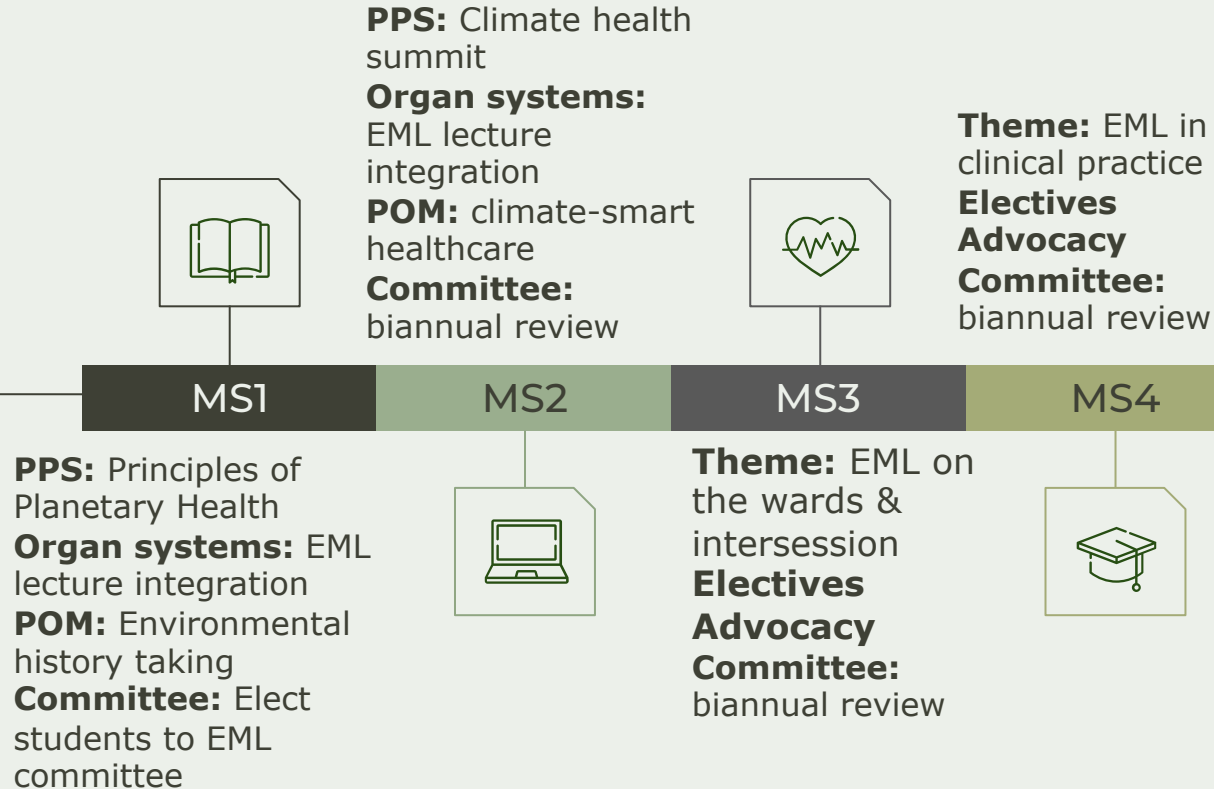 PPS: Climate health
summit
Organ systems:
EML lecture
integration
POM: climate-smart
healthcare
Committee:
biannual review
Theme: EML in
clinical practice
Electives
Advocacy
Committee:
biannual review
MS1
MS2
MS3
MS4
PPS: Principles of
Planetary Health
Organ systems: EML
lecture integration
POM: Environmental
history taking
Committee: Elect
students to EML
committee
Theme: EML on
the wards &
intersession
Electives
Advocacy
Committee:
biannual review